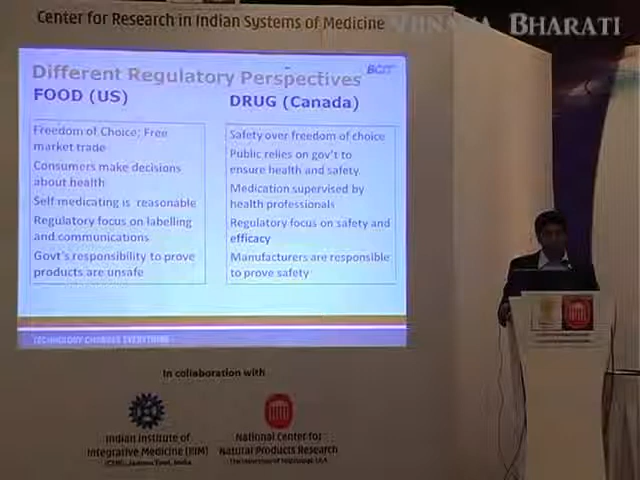 Center for Research in Indian Systems of Medicine
BHARATI
Different Regulatory Perspectives
BCIT
FOOD (US)
Freedom of Choice; Free
market trade
Consumers make decisions
about health
Self medicating is reasonable
Regulatory focus on labelling
and communications
Govt's responsibility to prove
products are unsafe
DRUG (Canada)
Safety over freedom of choice
Public relies on gov't to
ensure health and safety.
Medication supervised by
health professionals
Regulatory focus on safety and
efficacy
Manufacturers are responsible
to prove safety
TECHNOLOGY CHANGES EVERYTHING
In collaboration with
Indian Institute of
Integrative Medicine (IIIM)
National Center for
Natural Products Research